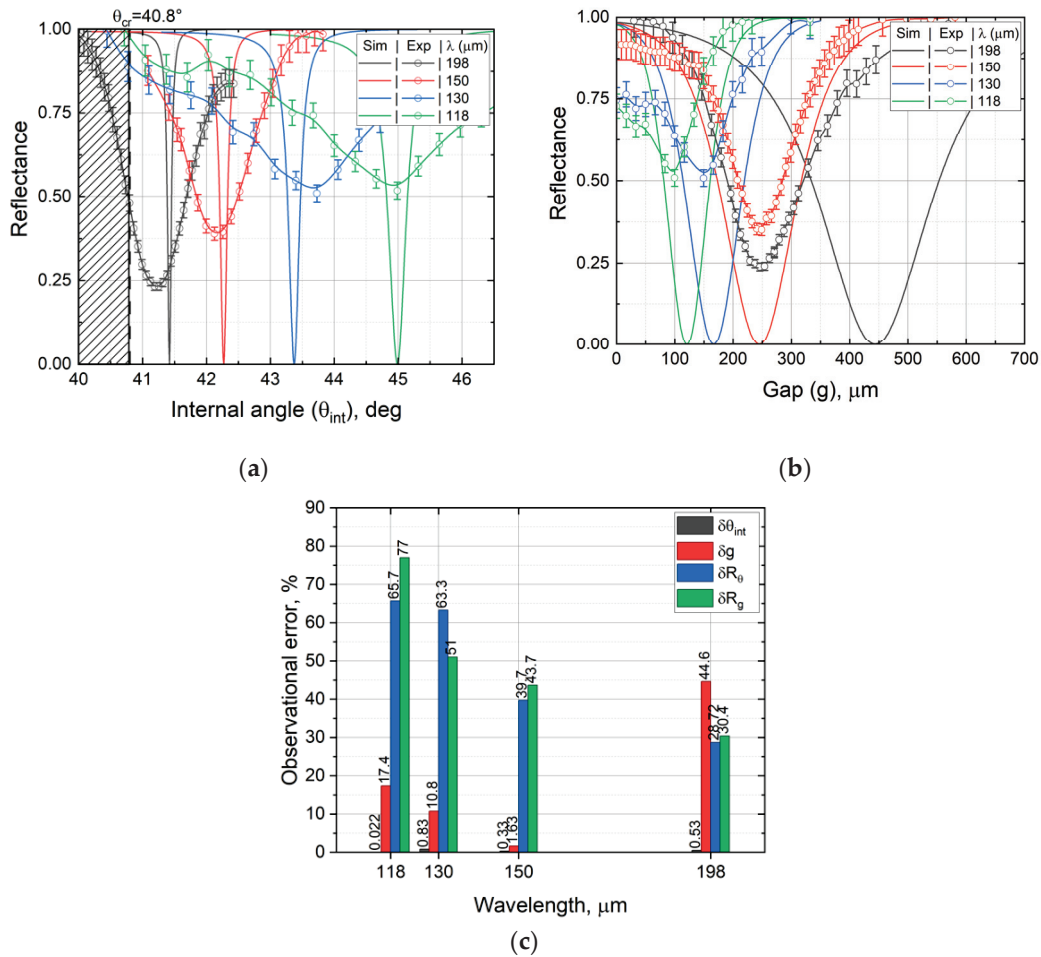 θcr=40.8°
Sim | Exp | λ (μm)
198
150
130
118
Reflectance
1.00
0.75
0.50
0.25
0.00
40 41 42 43 44 45 46
Internal angle (θint), deg
(a)
Sim | Exp | λ (μm)
198
150
130
118
Reflectance
1.00
0.75
0.50
0.25
0.00
0 100 200 300 400 500 600 700
Gap (g), μm
(b)
δθint
δg
δRθ
δRg
Observational error, %
90
80
70
60
50
40
30
20
10
0
0.022 17.4 65.7 77
0.83 10.8 63.3 51
0.33 1.63 39.7 43.7
0.53 44.6 28.72 30.4
118 130 150 198
Wavelength, μm
(c)